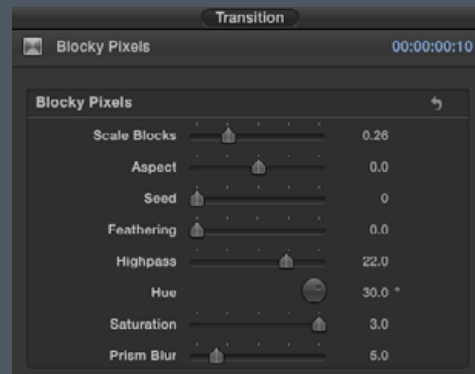 Transition
Blocky Pixels 00:00:00:10
Blocky Pixels
Scale Blocks 0.26
Aspect 0.0
Seed 0
Feathering 0.0
Highpass 22.0
Hue 30.0 °
Saturation 3.0
Prism Blur 5.0